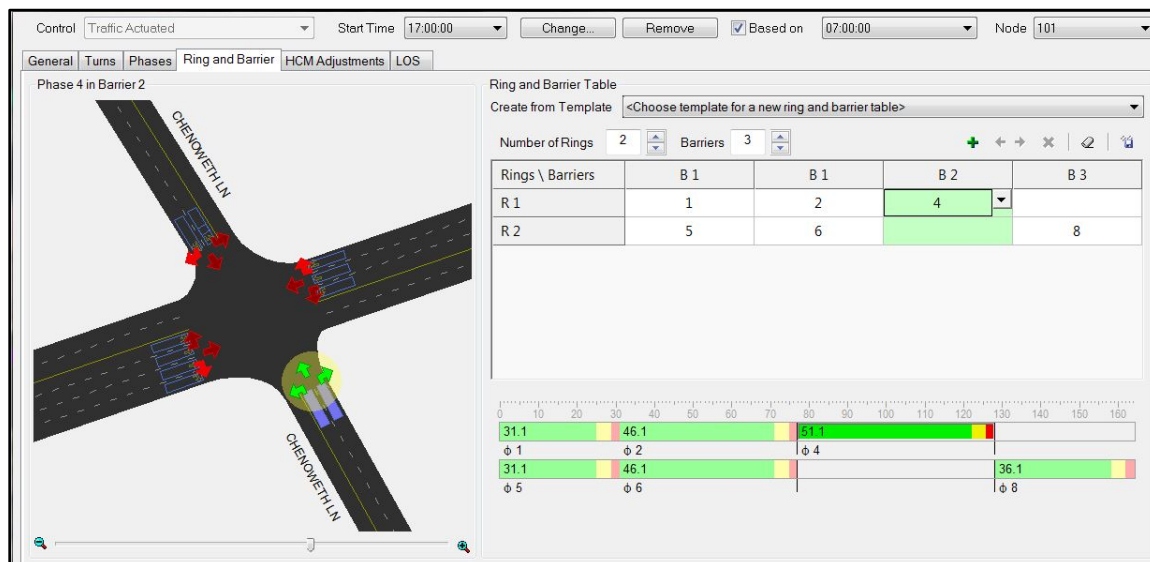 Control Traffic Actuated Start Time 17:00:00 Change... Remove Based on 07:00:00 Node 101
General Turns Phases Ring and Barrier HCM Adjustments LOS
Phase 4 in Barrier 2
CHENOWETH LN
CHENOWETH LN
Ring and Barrier Table
Create from Template <Choose template for a new ring and barrier table>
Number of Rings 2 Barriers 3
Rings \ Barriers B 1 B 1 B 2 B 3
R 1 1 2 4
R 2 5 6 8
0 10 20 30 40 50 60 70 80 90 100 110 120 130 140 150 160
31.1 46.1 51.1
ϕ 1 ϕ 2 ϕ 4
31.1 46.1 36.1
ϕ 5 ϕ 6 ϕ 8